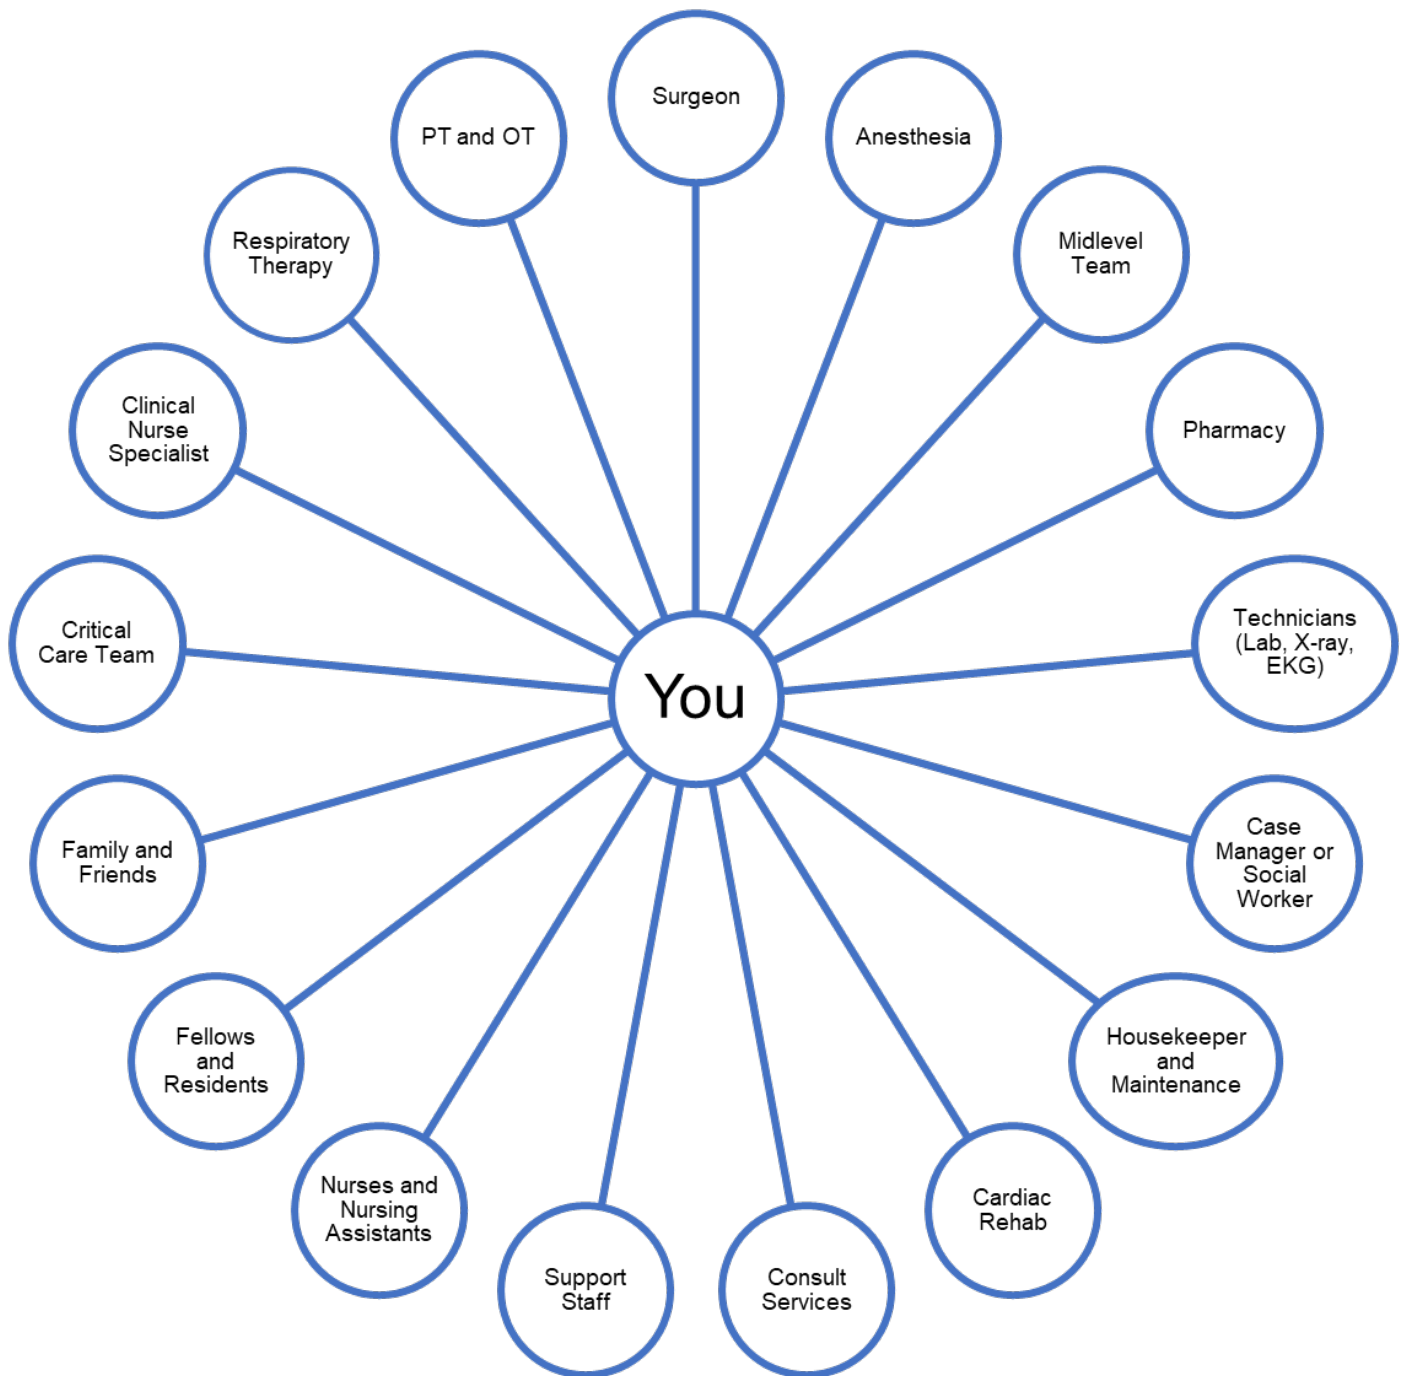 Surgeon
Anesthesia
Midlevel
Team
Pharmacy
Technicians
(Lab, X-ray,
EKG)
Case
Manager or
Social
Worker
Housekeeper
and
Maintenance
Cardiac
Rehab
Consult
Services
Support
Staff
Nurses and
Nursing
Assistants
Fellows
and
Residents
Family and
Friends
Critical
Care Team
Clinical
Nurse
Specialist
Respiratory
Therapy
PT and OT
You